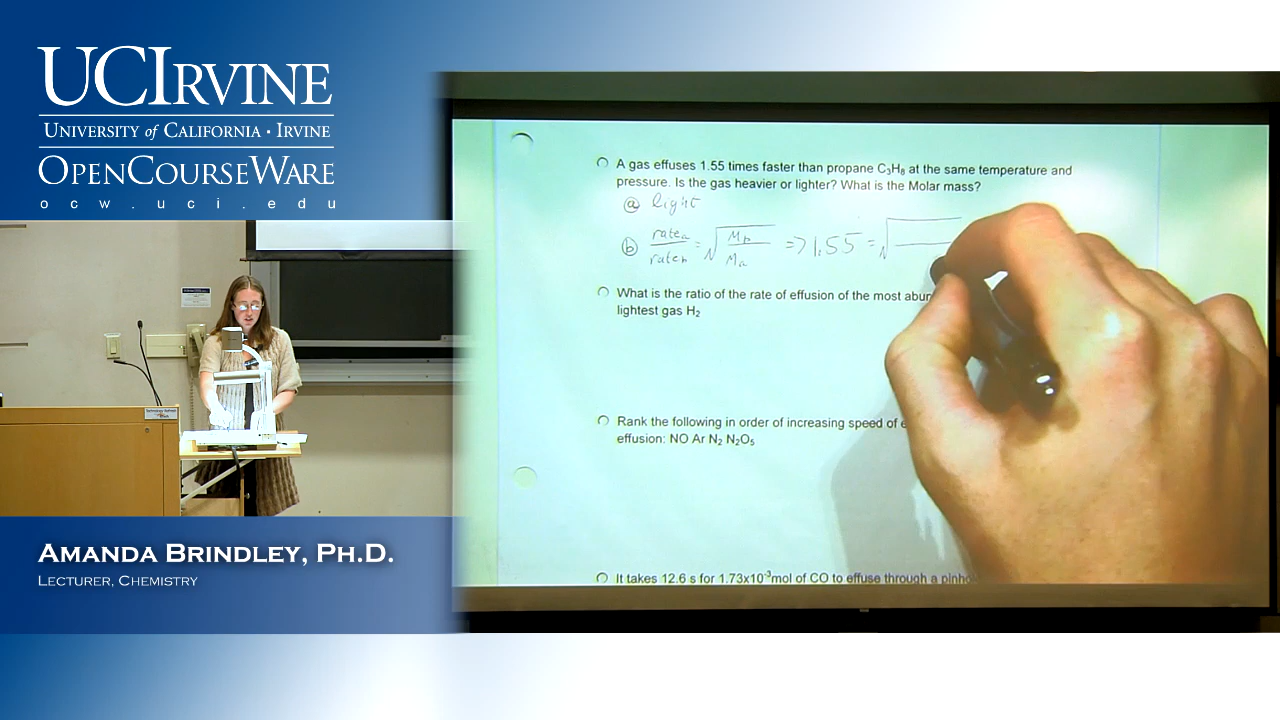 UCIRVINE
UNIVERSITY of CALIFORNIA · IRVINE
OPENCOURSEWARE
ocw.uci.edu
A gas effuses 1.55 times faster than propane C₃H₈ at the same temperature and
pressure. Is the gas heavier or lighter? What is the Molar mass?
ⓐ light
ⓑ rateₐ/rate_b = √(M_b/Mₐ) => 1.55 = √
What is the ratio of the rate of effusion of the most
lightest gas H₂
Rank the following in order of increasing speed of
effusion: NO Ar N₂ N₂O₅
It takes 12.6 s for 1.73x10⁻³mol of CO to effuse through a
AMANDA BRINDLEY, PH.D.
LECTURER, CHEMISTRY